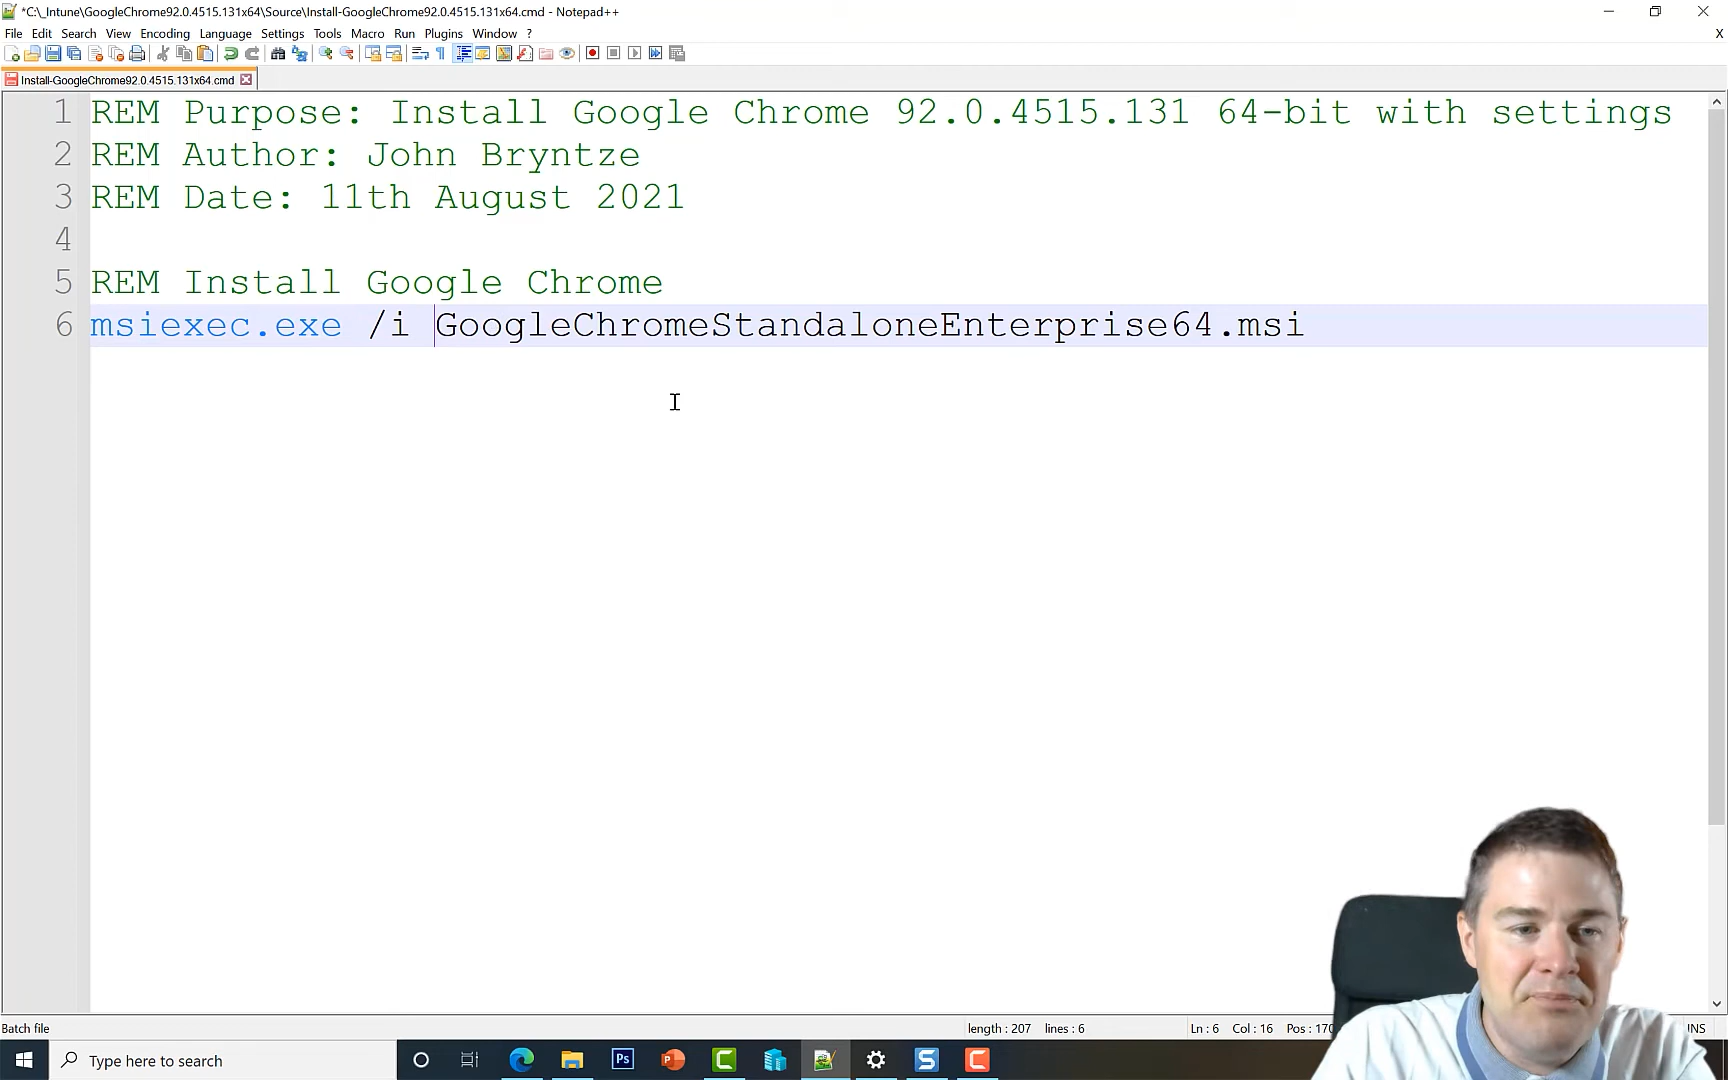 *C:\_Intune\GoogleChrome92.0.4515.131x64\Source\Install-GoogleChrome92.0.4515.131x64.cmd - Notepad++
File Edit Search View Encoding Language Settings Tools Macro Run Plugins Window ? X
Install-GoogleChrome92.0.4515.131x64.cmd
1 REM Purpose: Install Google Chrome 92.0.4515.131 64-bit with settings
2 REM Author: John Bryntze
3 REM Date: 11th August 2021
4
5 REM Install Google Chrome
6 msiexec.exe /i GoogleChromeStandaloneEnterprise64.msi
Batch file length : 207 lines : 6 Ln : 6 Col : 16 Pos : 170 INS
Type here to search Ps P C S C